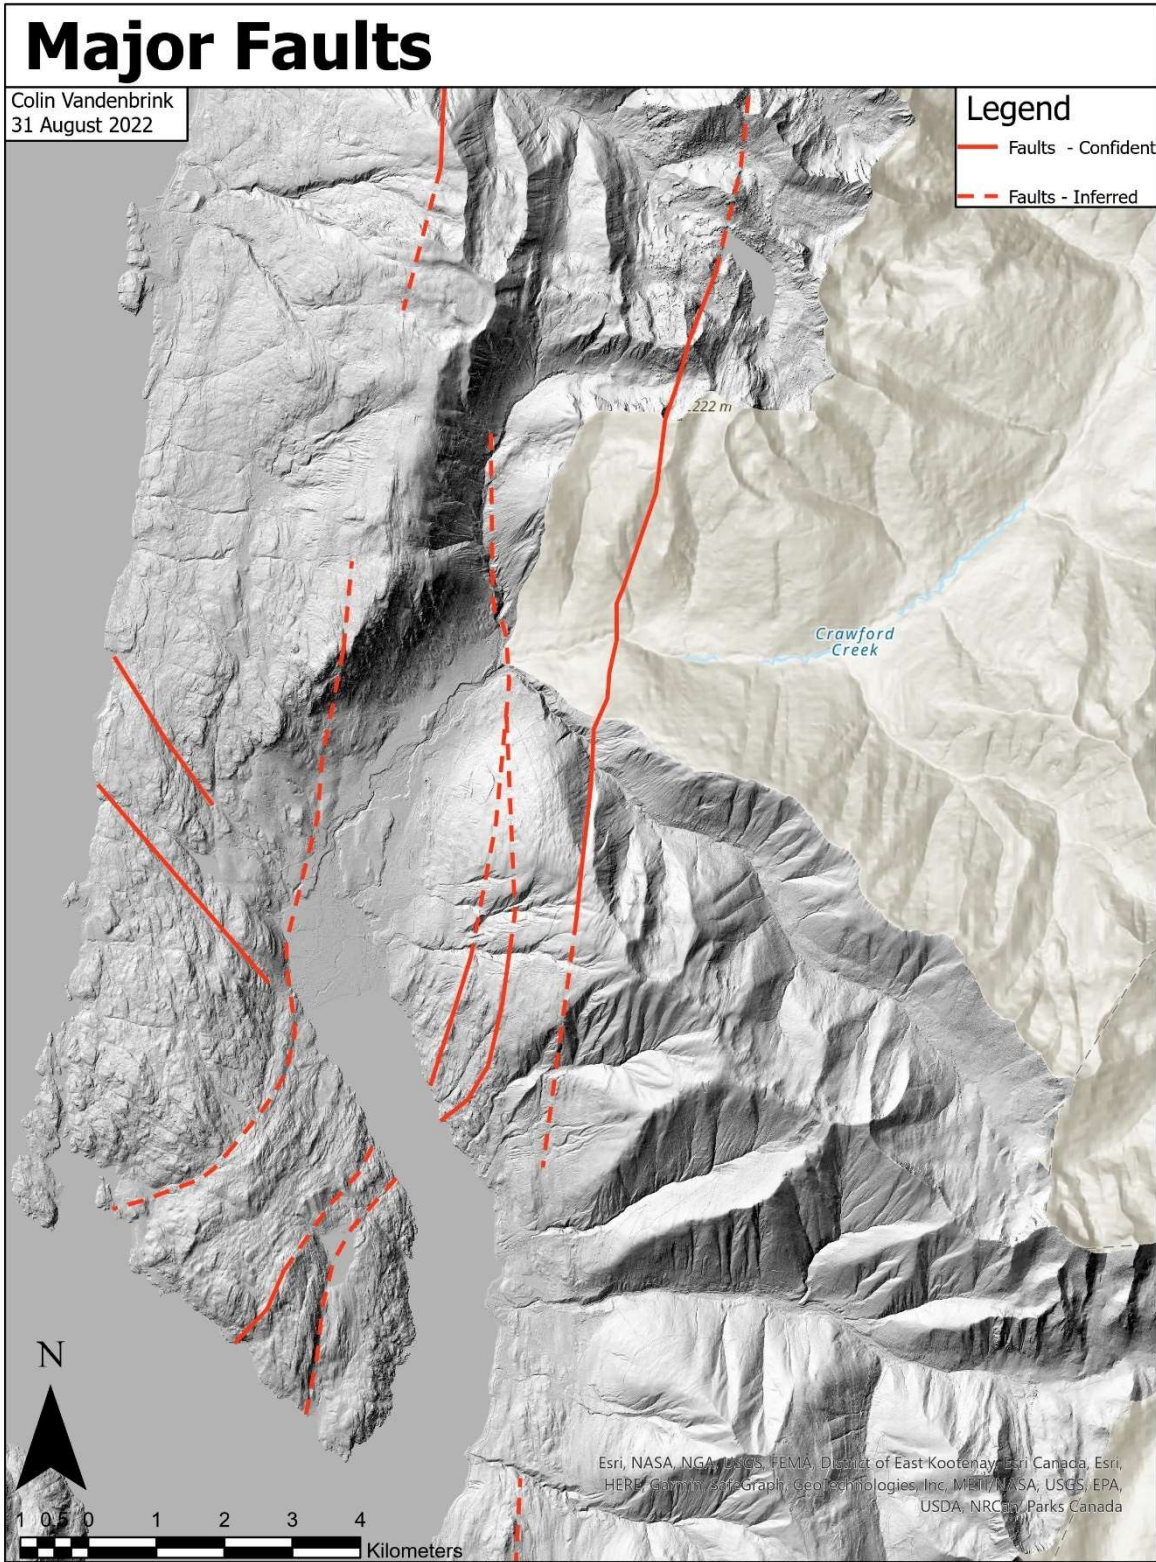 Major Faults
Colin Vandenbrink
31 August 2022
Legend
Faults - Confident
Faults - Inferred
222 m
Crawford
Creek
N
Esri, NASA, NGA, USGS, FEMA, District of East Kootenay, Esri Canada, Esri,
HERE, Garmin, SafeGraph, GeoTechnologies, Inc, METI/NASA, USGS, EPA,
USDA, NRCan, Parks Canada
1 0.5 0 1 2 3 4
Kilometers